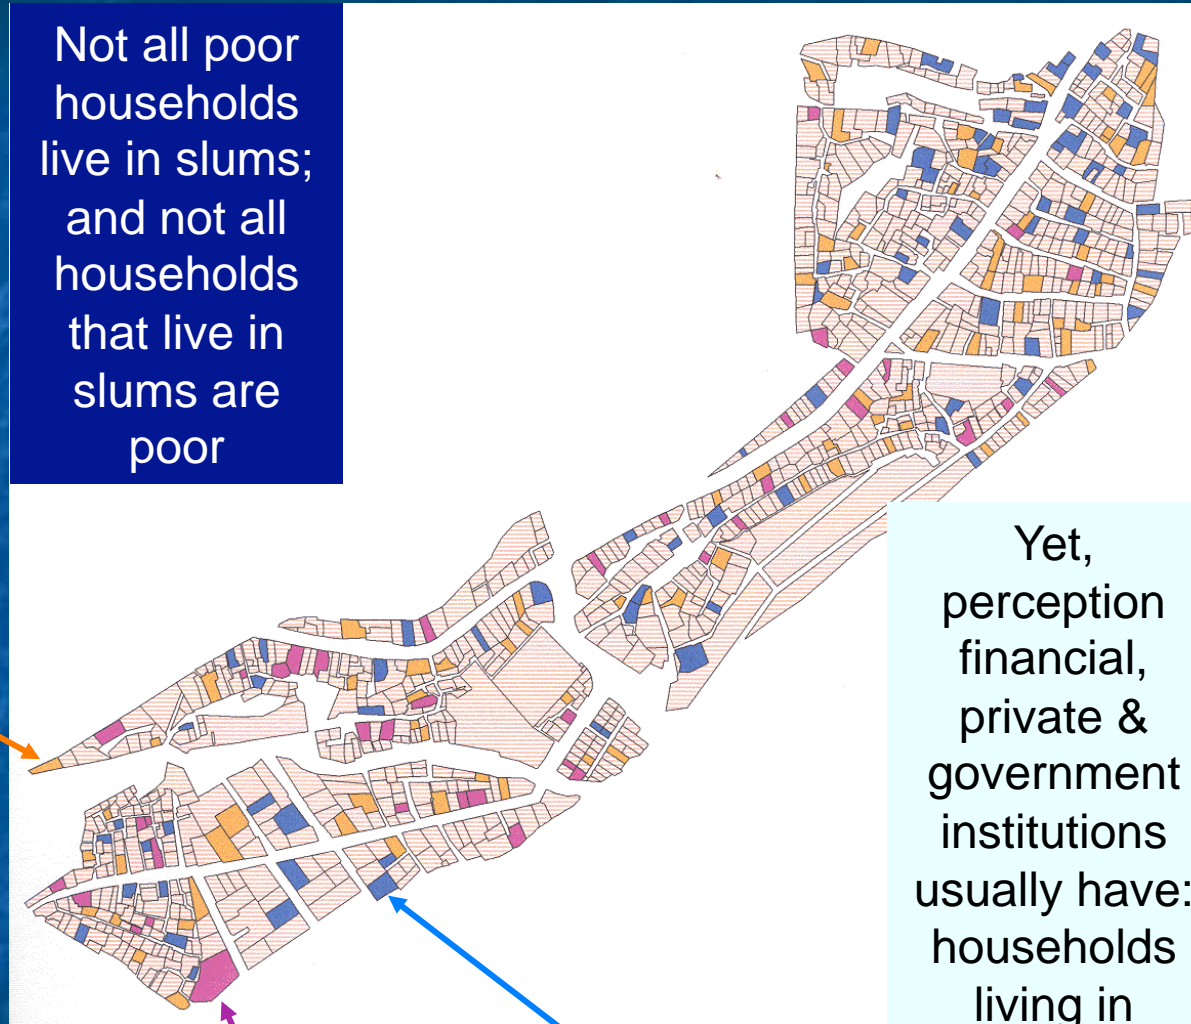 Not all poor
households
live in slums;
and not all
households
that live in
slums are
poor
Yet,
perception
financial,
private &
government
institutions
usually have:
households
living in